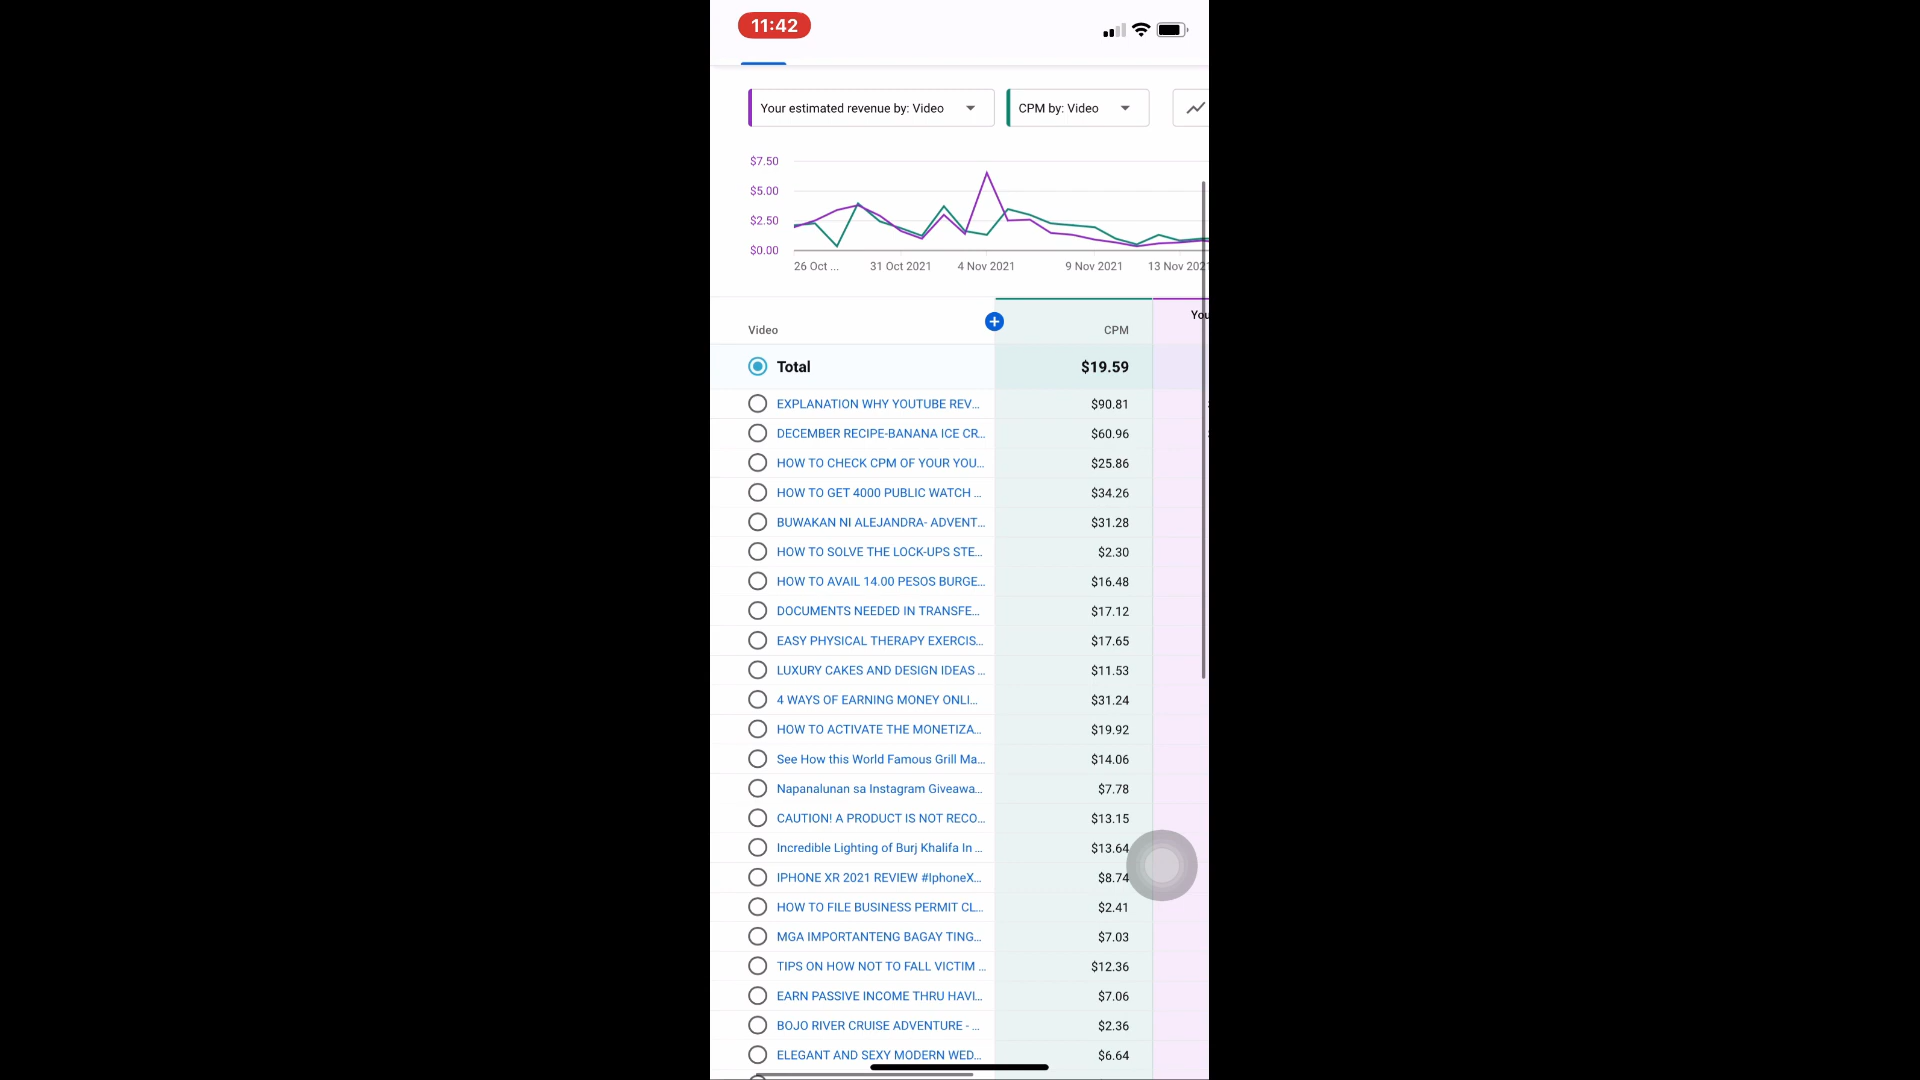 11:42
Your estimated revenue by: Video
CPM by: Video
$7.50
$5.00
$2.50
$0.00
26 Oct ...
31 Oct 2021
4 Nov 2021
9 Nov 2021
13 Nov 202
You
Video
CPM
Total $19.59
EXPLANATION WHY YOUTUBE REV... $90.81
DECEMBER RECIPE-BANANA ICE CR... $60.96
HOW TO CHECK CPM OF YOUR YOU... $25.86
HOW TO GET 4000 PUBLIC WATCH ... $34.26
BUWAKAN NI ALEJANDRA- ADVENT... $31.28
HOW TO SOLVE THE LOCK-UPS STE... $2.30
HOW TO AVAIL 14.00 PESOS BURGE... $16.48
DOCUMENTS NEEDED IN TRANSFE... $17.12
EASY PHYSICAL THERAPY EXERCIS... $17.65
LUXURY CAKES AND DESIGN IDEAS ... $11.53
4 WAYS OF EARNING MONEY ONLI... $31.24
HOW TO ACTIVATE THE MONETIZA... $19.92
See How this World Famous Grill Ma... $14.06
Napanalunan sa Instagram Giveawa... $7.78
CAUTION! A PRODUCT IS NOT RECO... $13.15
Incredible Lighting of Burj Khalifa In ... $13.64
IPHONE XR 2021 REVIEW #IphoneX... $8.74
HOW TO FILE BUSINESS PERMIT CL... $2.41
MGA IMPORTANTENG BAGAY TING... $7.03
TIPS ON HOW NOT TO FALL VICTIM ... $12.36
EARN PASSIVE INCOME THRU HAVI... $7.06
BOJO RIVER CRUISE ADVENTURE - ... $2.36
ELEGANT AND SEXY MODERN WED... $6.64